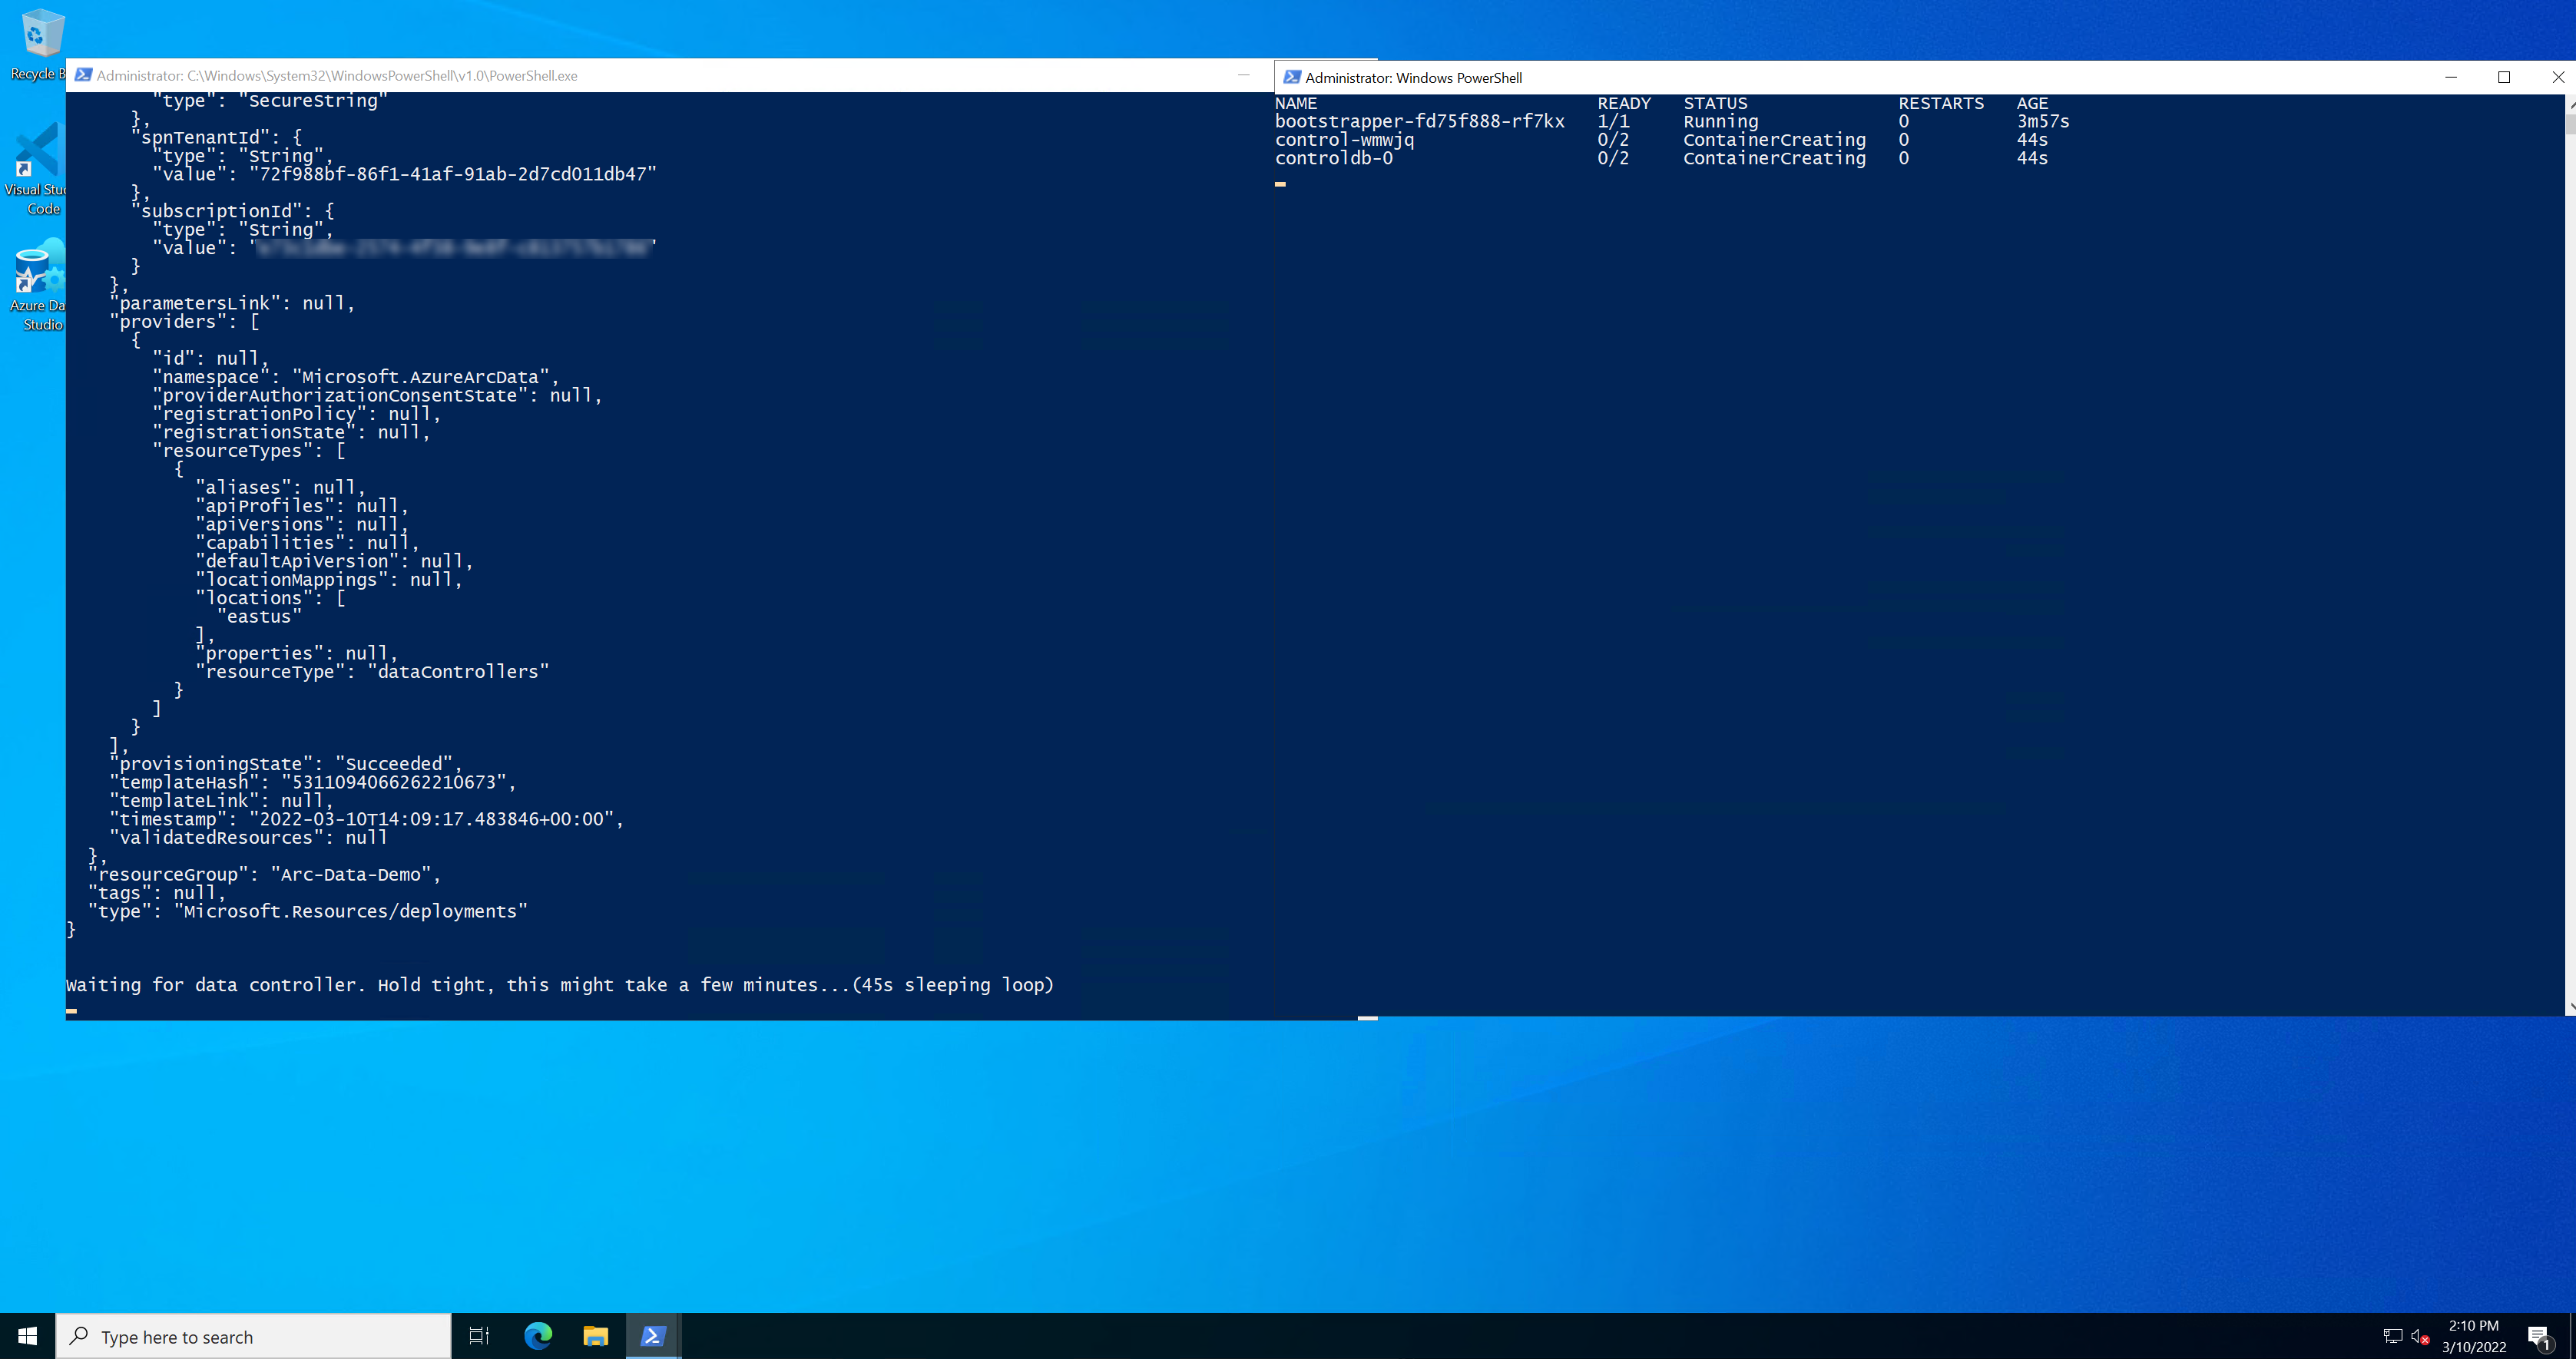 Recycle B
Visual Stu
Code
Azure Da
Studio
Administrator: C:\Windows\System32\WindowsPowerShell\v1.0\PowerShell.exe
"type": "SecureString"
},
"spnTenantId": {
"type": "String",
"value": "72f988bf-86f1-41af-91ab-2d7cd011db47"
},
"subscriptionId": {
"type": "String",
"value": "
}
},
"parametersLink": null,
"providers": [
{
"id": null,
"namespace": "Microsoft.AzureArcData",
"providerAuthorizationConsentState": null,
"registrationPolicy": null,
"registrationState": null,
"resourceTypes": [
{
"aliases": null,
"apiProfiles": null,
"apiVersions": null,
"capabilities": null,
"defaultApiVersion": null,
"locationMappings": null,
"locations": [
"eastus"
],
"properties": null,
"resourceType": "dataControllers"
}
]
}
],
"provisioningState": "Succeeded",
"templateHash": "5311094066262210673",
"templateLink": null,
"timestamp": "2022-03-10T14:09:17.483846+00:00",
"validatedResources": null
},
"resourceGroup": "Arc-Data-Demo",
"tags": null,
"type": "Microsoft.Resources/deployments"
}
Waiting for data controller. Hold tight, this might take a few minutes...(45s sleeping loop)
Administrator: Windows PowerShell
NAME READY STATUS RESTARTS AGE
bootstrapper-fd75f888-rf7kx 1/1 Running 0 3m57s
control-wmwjq 0/2 ContainerCreating 0 44s
controldb-0 0/2 ContainerCreating 0 44s
Type here to search
2:10 PM
3/10/2022
1